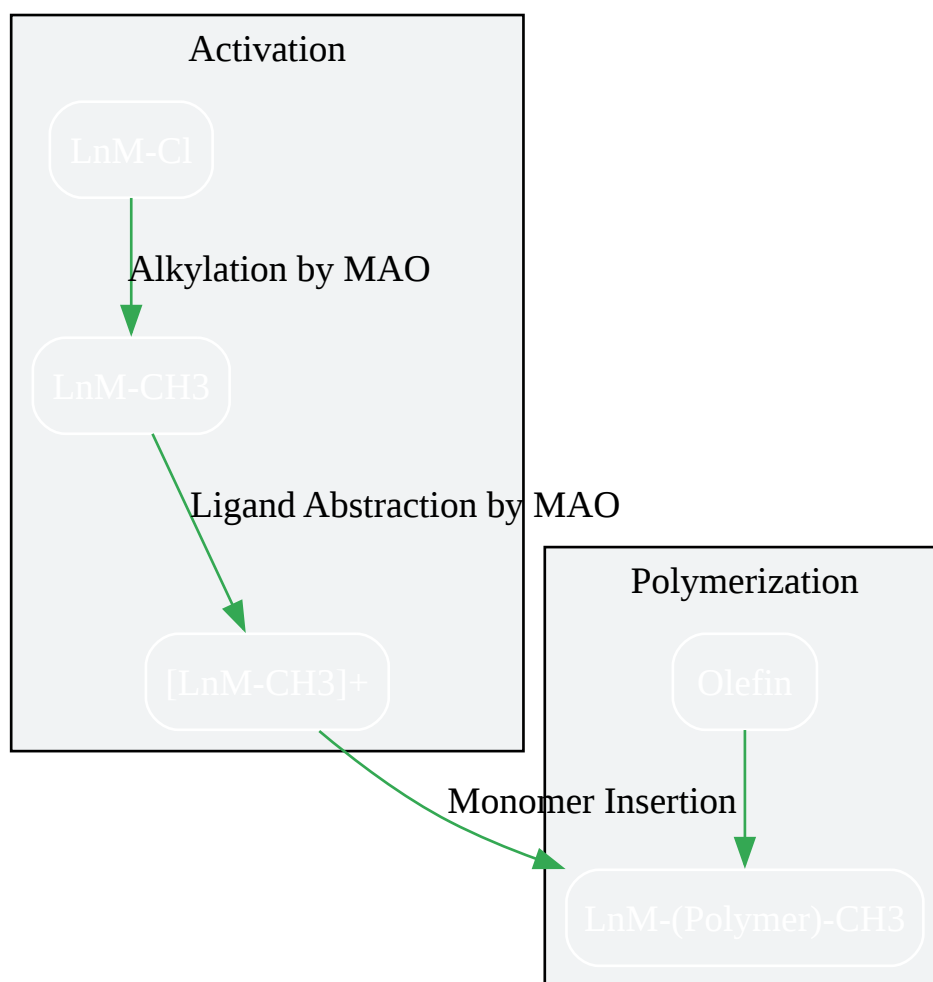 Activation
LnM-Cl
Alkylation by MAO
LnM-CH3
Ligand Abstraction by MAO
Polymerization
[LnM-CH3]+
Olefin
Monomer Insertion
LnM-(Polymer)-CH3